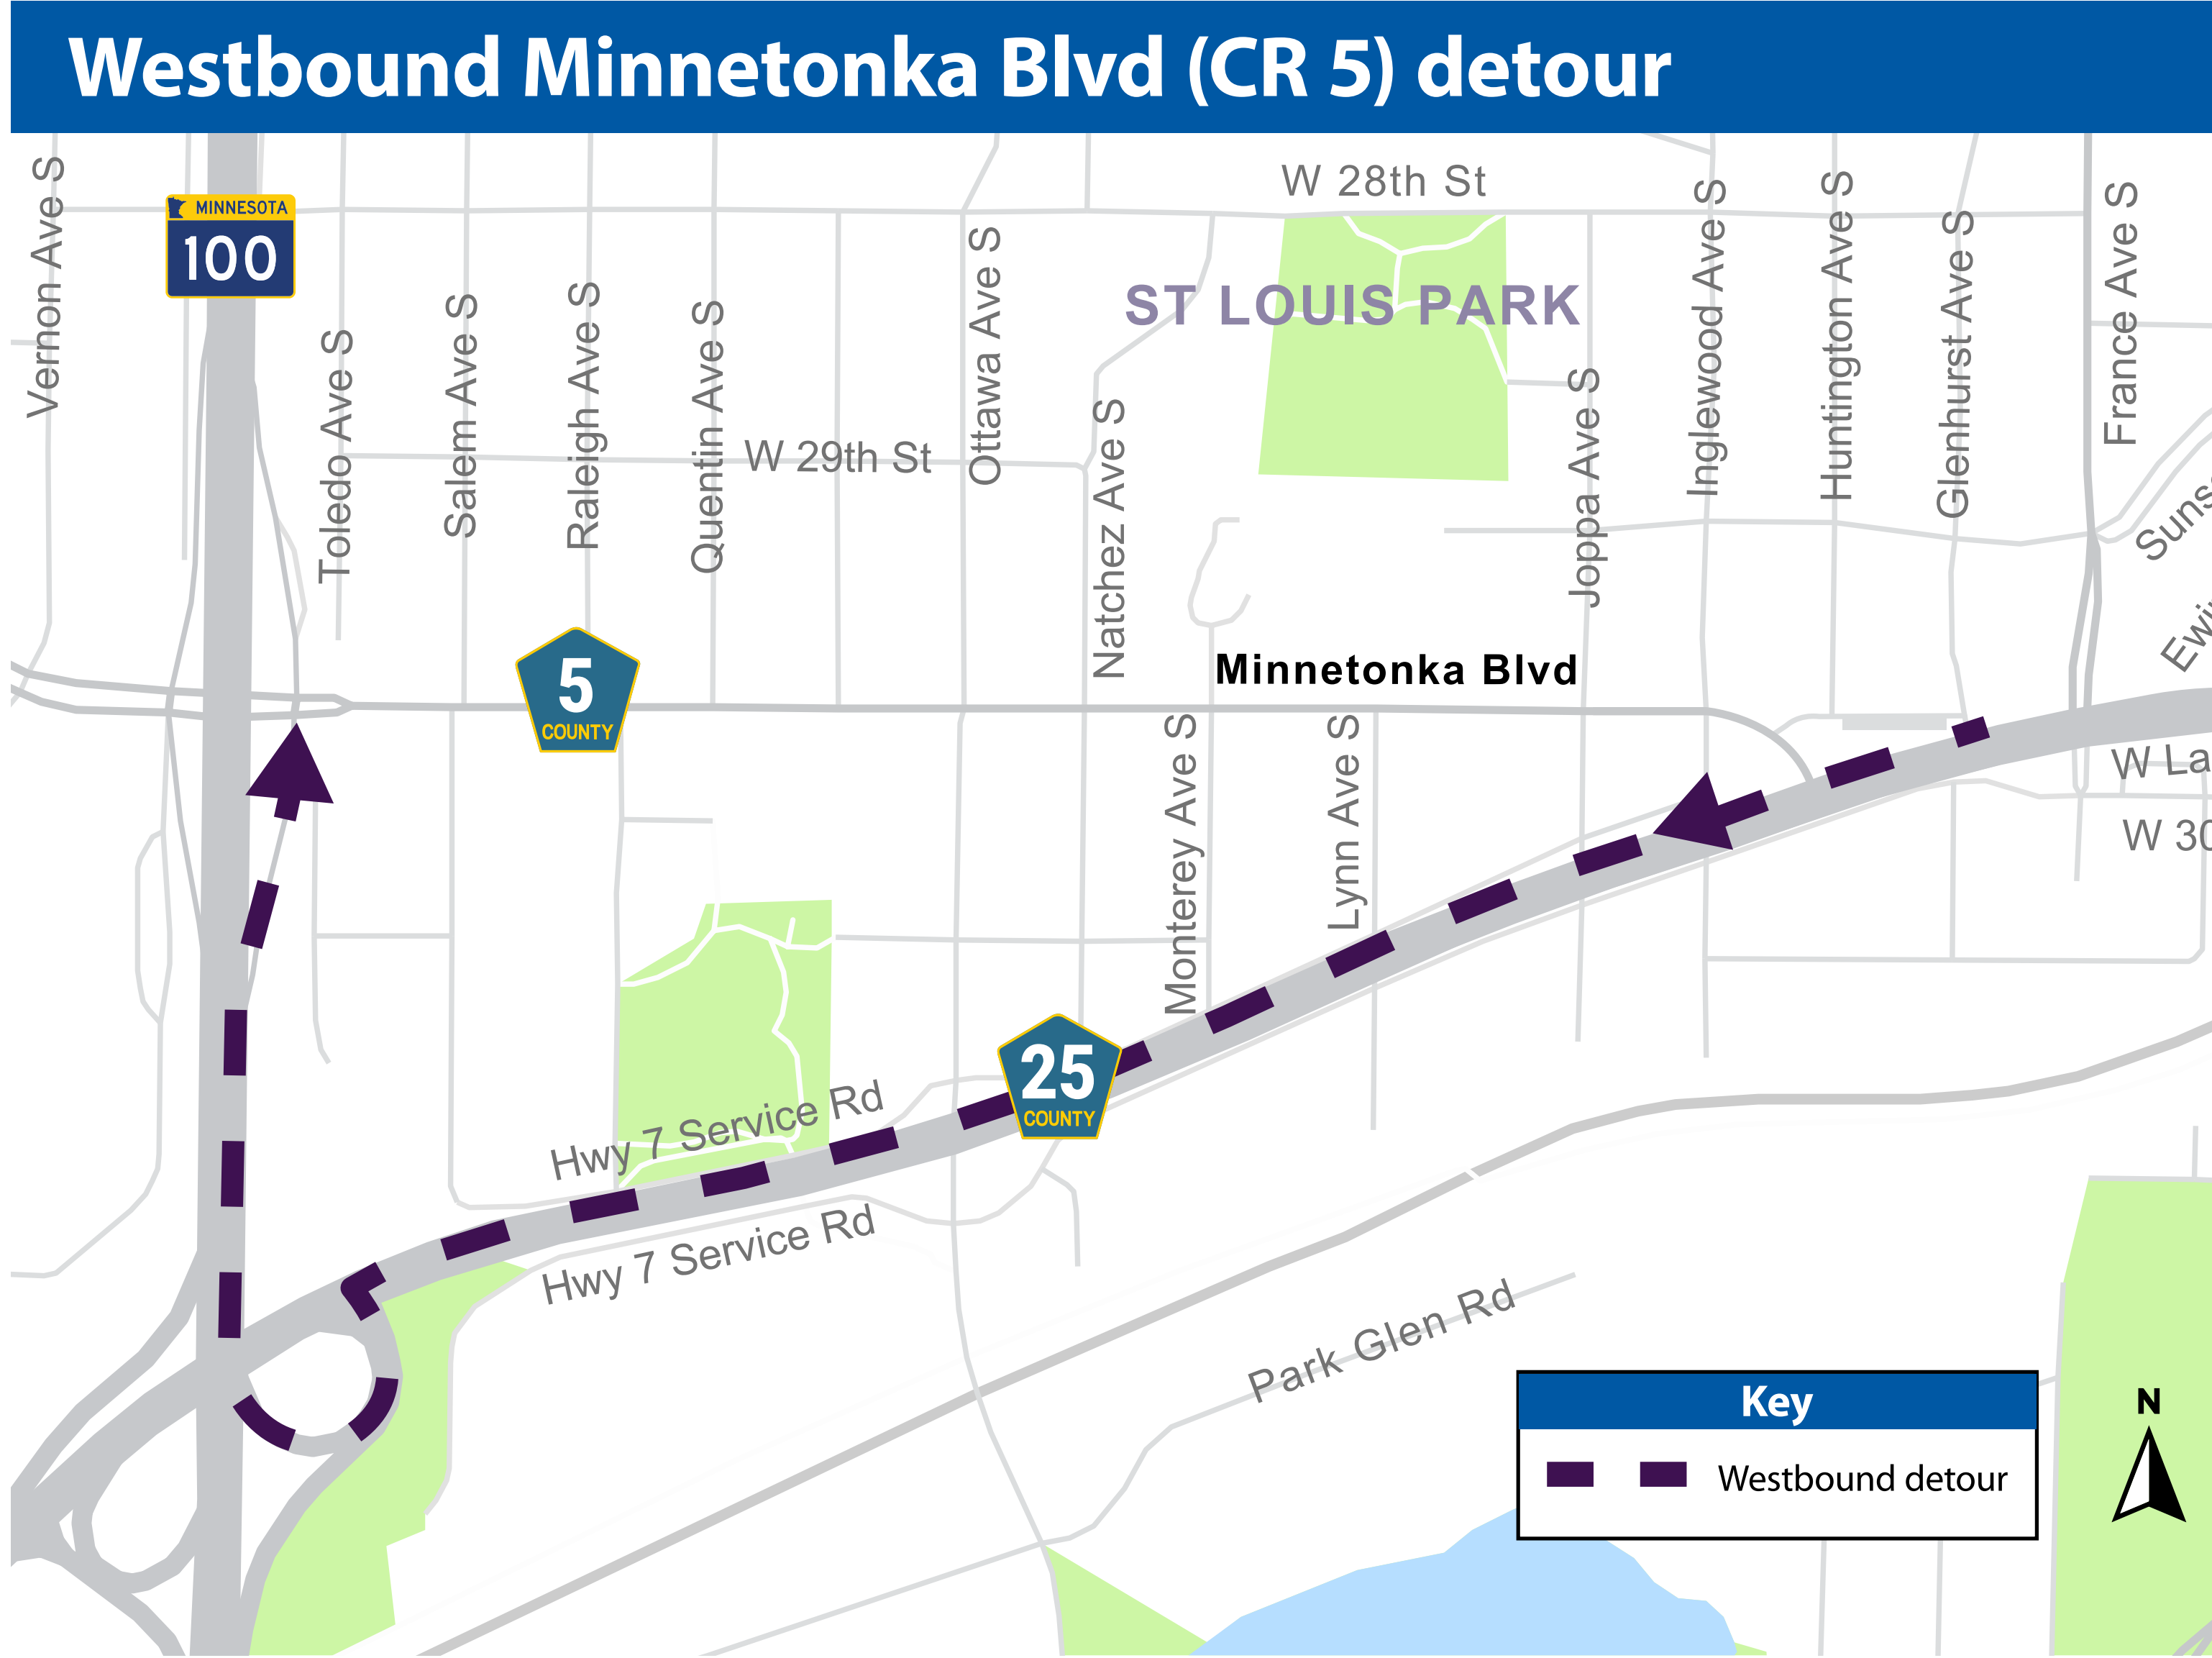 Westbound Minnetonka Blvd (CR 5) detour
W 28th St
MINNESOTA
100
Vernon Ave S
Toledo Ave S
Salem Ave S
Raleigh Ave S
Quentin Ave S
W 29th St
Ottawa Ave S
Natchez Ave S
ST LOUIS PARK
Joppa Ave S
Inglewood Ave S
Huntington Ave S
Glenhurst Ave S
France Ave S
5
COUNTY
Minnetonka Blvd
Monterey Ave S
Lynn Ave S
W La
W 30
25
COUNTY
Hwy 7 Service Rd
Hwy 7 Service Rd
Park Glen Rd
Key
Westbound detour
N